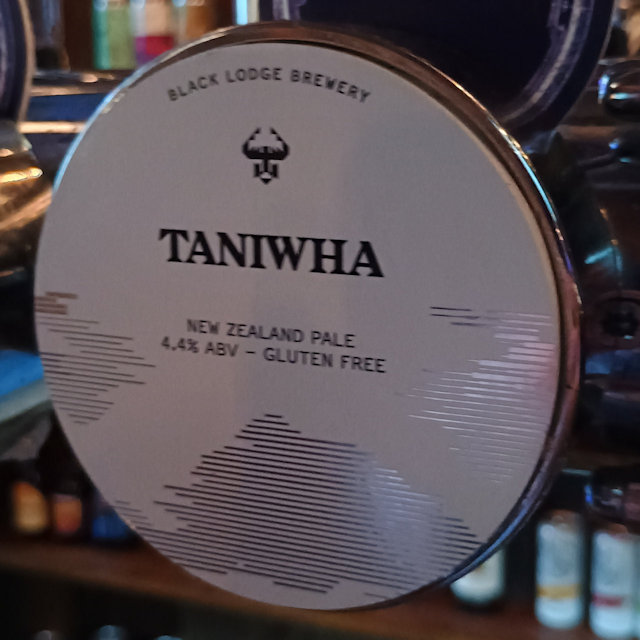 BLACK LODGE BREWERY
TANIWHA
NEW ZEALAND PALE
4.4% ABV – GLUTEN FREE